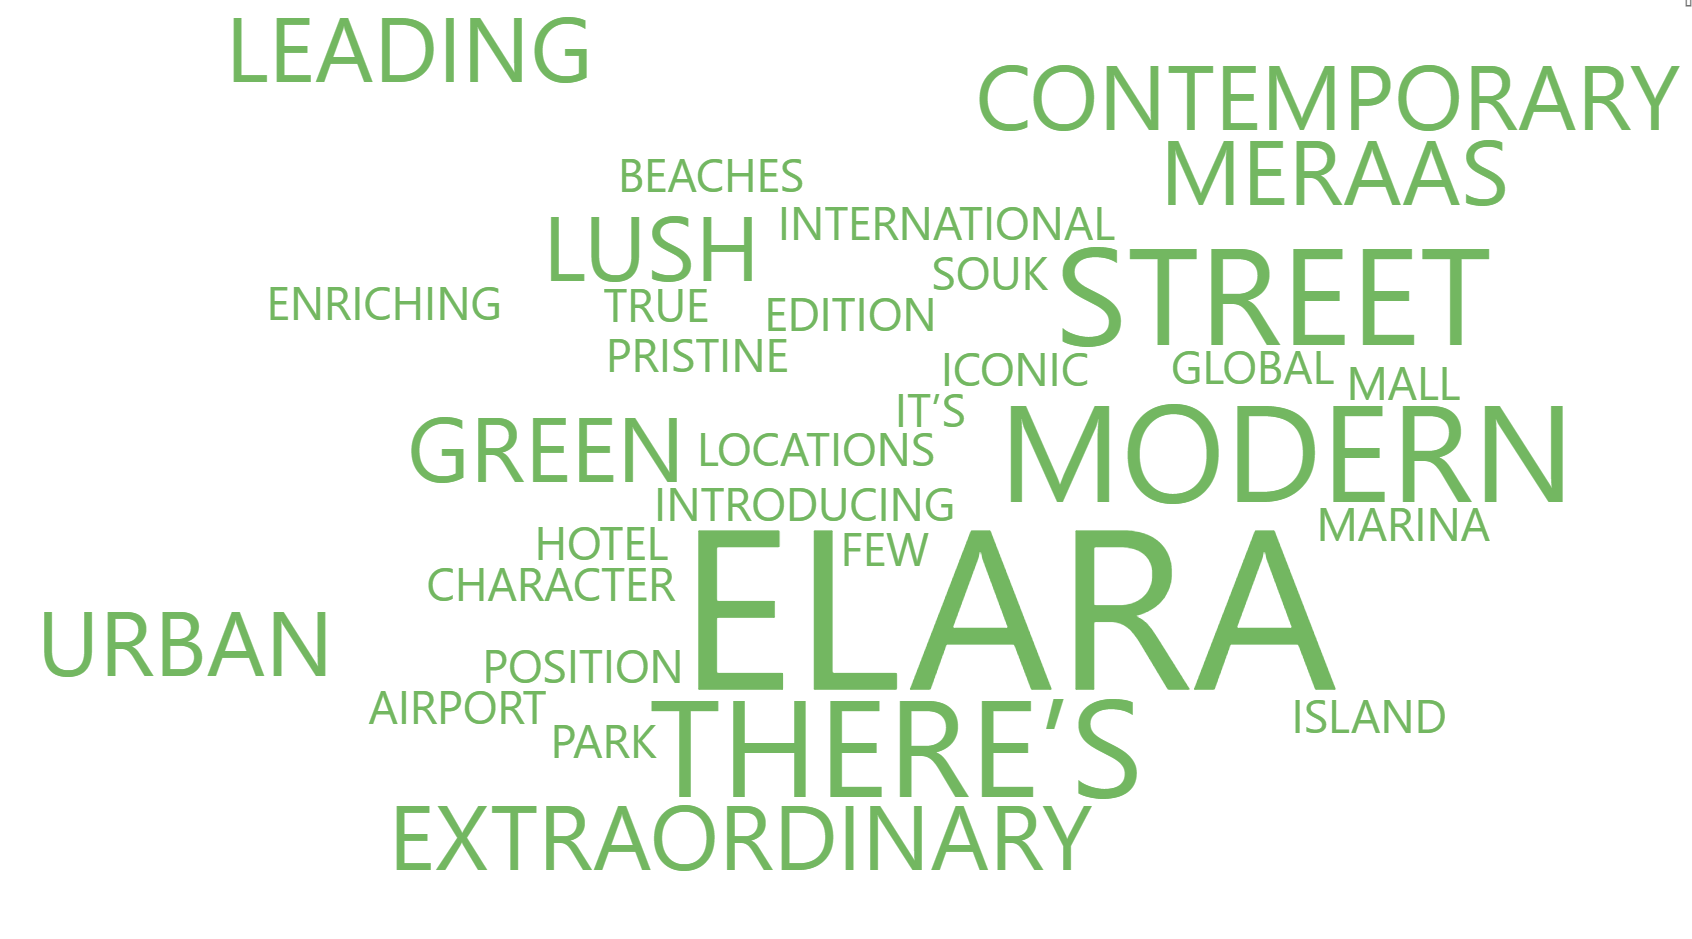 LEADING
CONTEMPORARY
MERAAS
BEACHES
INTERNATIONAL
LUSH
SOUK
STREET
ENRICHING
TRUE
EDITION
PRISTINE
ICONIC
GLOBAL
MALL
IT’S
MODERN
GREEN
LOCATIONS
INTRODUCING
MARINA
HOTEL
FEW
CHARACTER
ELARA
URBAN
POSITION
AIRPORT
ISLAND
PARK
THERE’S
EXTRAORDINARY